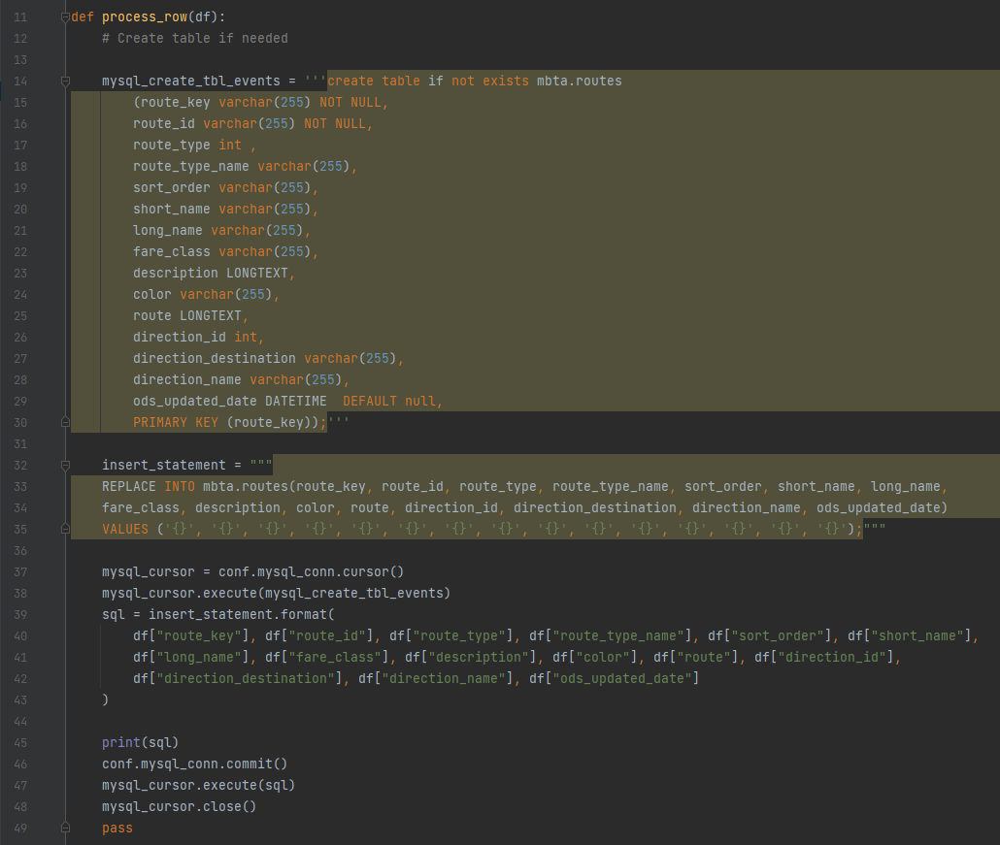 11 def process_row(df):
12 # Create table if needed
13
14 mysql_create_tbl_events = '''create table if not exists mbta.routes
15 (route_key varchar(255) NOT NULL,
16 route_id varchar(255) NOT NULL,
17 route_type int ,
18 route_type_name varchar(255),
19 sort_order varchar(255),
20 short_name varchar(255),
21 long_name varchar(255),
22 fare_class varchar(255),
23 description LONGTEXT,
24 color varchar(255),
25 route LONGTEXT,
26 direction_id int,
27 direction_destination varchar(255),
28 direction_name varchar(255),
29 ods_updated_date DATETIME  DEFAULT null,
30 PRIMARY KEY (route_key));'''
31
32 insert_statement = """
33 REPLACE INTO mbta.routes(route_key, route_id, route_type, route_type_name, sort_order, short_name, long_name,
34 fare_class, description, color, route, direction_id, direction_destination, direction_name, ods_updated_date)
35 VALUES ('{}', '{}', '{}', '{}', '{}', '{}', '{}', '{}', '{}', '{}', '{}', '{}', '{}', '{}', '{}');"""
36
37 mysql_cursor = conf.mysql_conn.cursor()
38 mysql_cursor.execute(mysql_create_tbl_events)
39 sql = insert_statement.format(
40 df["route_key"], df["route_id"], df["route_type"], df["route_type_name"], df["sort_order"], df["short_name"],
41 df["long_name"], df["fare_class"], df["description"], df["color"], df["route"], df["direction_id"],
42 df["direction_destination"], df["direction_name"], df["ods_updated_date"]
43 )
44
45 print(sql)
46 conf.mysql_conn.commit()
47 mysql_cursor.execute(sql)
48 mysql_cursor.close()
49 pass